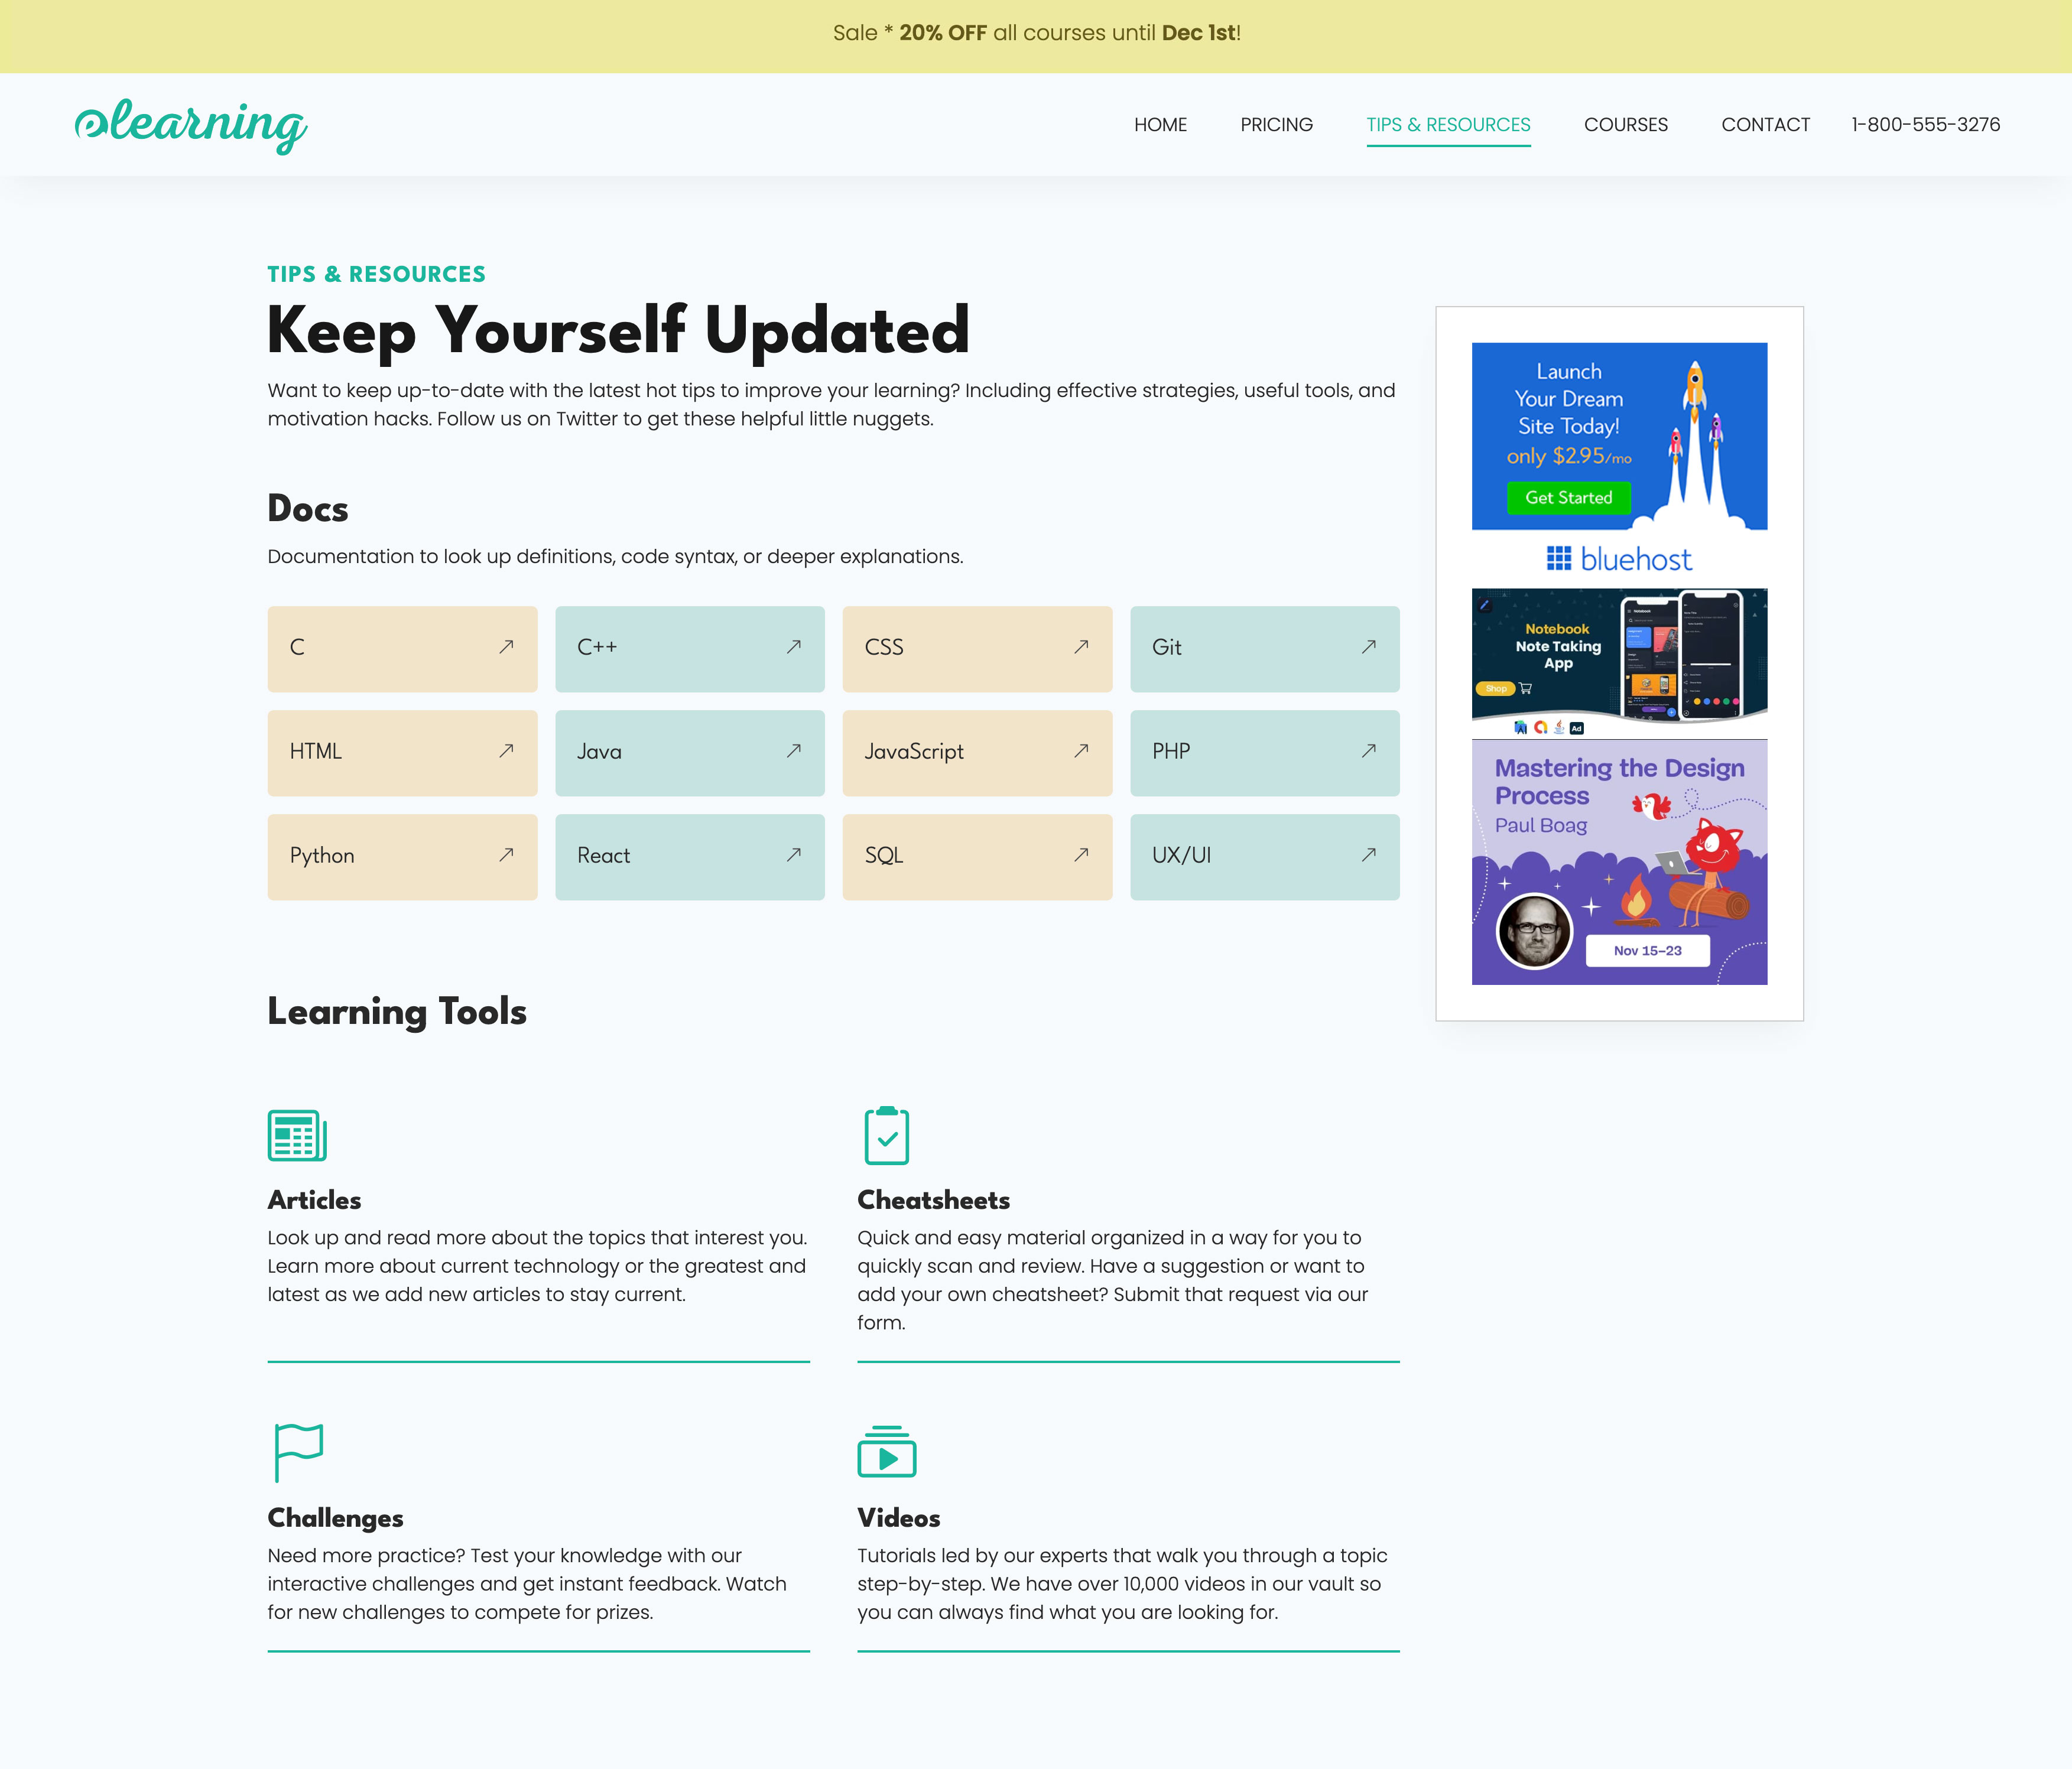 Sale * 20% OFF all courses until Dec 1st!
elearning
HOME PRICING TIPS & RESOURCES COURSES CONTACT 1-800-555-3276
TIPS & RESOURCES
Keep Yourself Updated
Want to keep up-to-date with the latest hot tips to improve your learning? Including effective strategies, useful tools, and
motivation hacks. Follow us on Twitter to get these helpful little nuggets.
Docs
Documentation to look up definitions, code syntax, or deeper explanations.
C
C++
CSS
Git
HTML
Java
JavaScript
PHP
Python
React
SQL
UX/UI
Learning Tools
Articles
Look up and read more about the topics that interest you.
Learn more about current technology or the greatest and
latest as we add new articles to stay current.
Cheatsheets
Quick and easy material organized in a way for you to
quickly scan and review. Have a suggestion or want to
add your own cheatsheet? Submit that request via our
form.
Challenges
Need more practice? Test your knowledge with our
interactive challenges and get instant feedback. Watch
for new challenges to compete for prizes.
Videos
Tutorials led by our experts that walk you through a topic
step-by-step. We have over 10,000 videos in our vault so
you can always find what you are looking for.
Launch
Your Dream
Site Today!
only $2.95/mo
Get Started
bluehost
Notebook
Note Taking
App
Shop
Ad
Mastering the Design
Process
Paul Boag
Nov 15–23